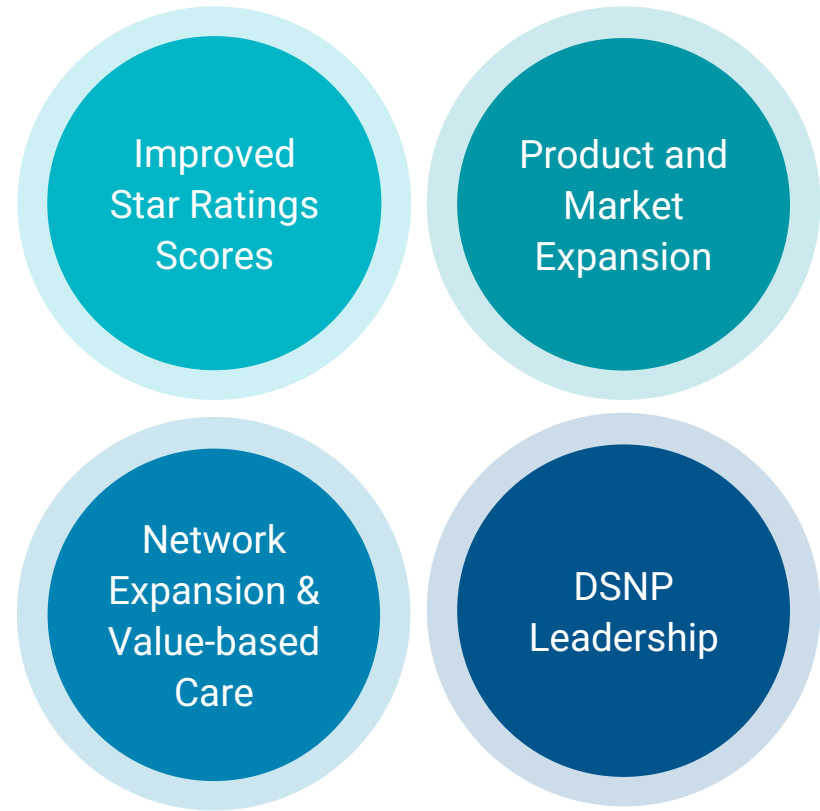 Improved
Star Ratings
Scores
Product and
Market
Expansion
Network
Expansion &
Value-based
Care
DSNP
Leadership